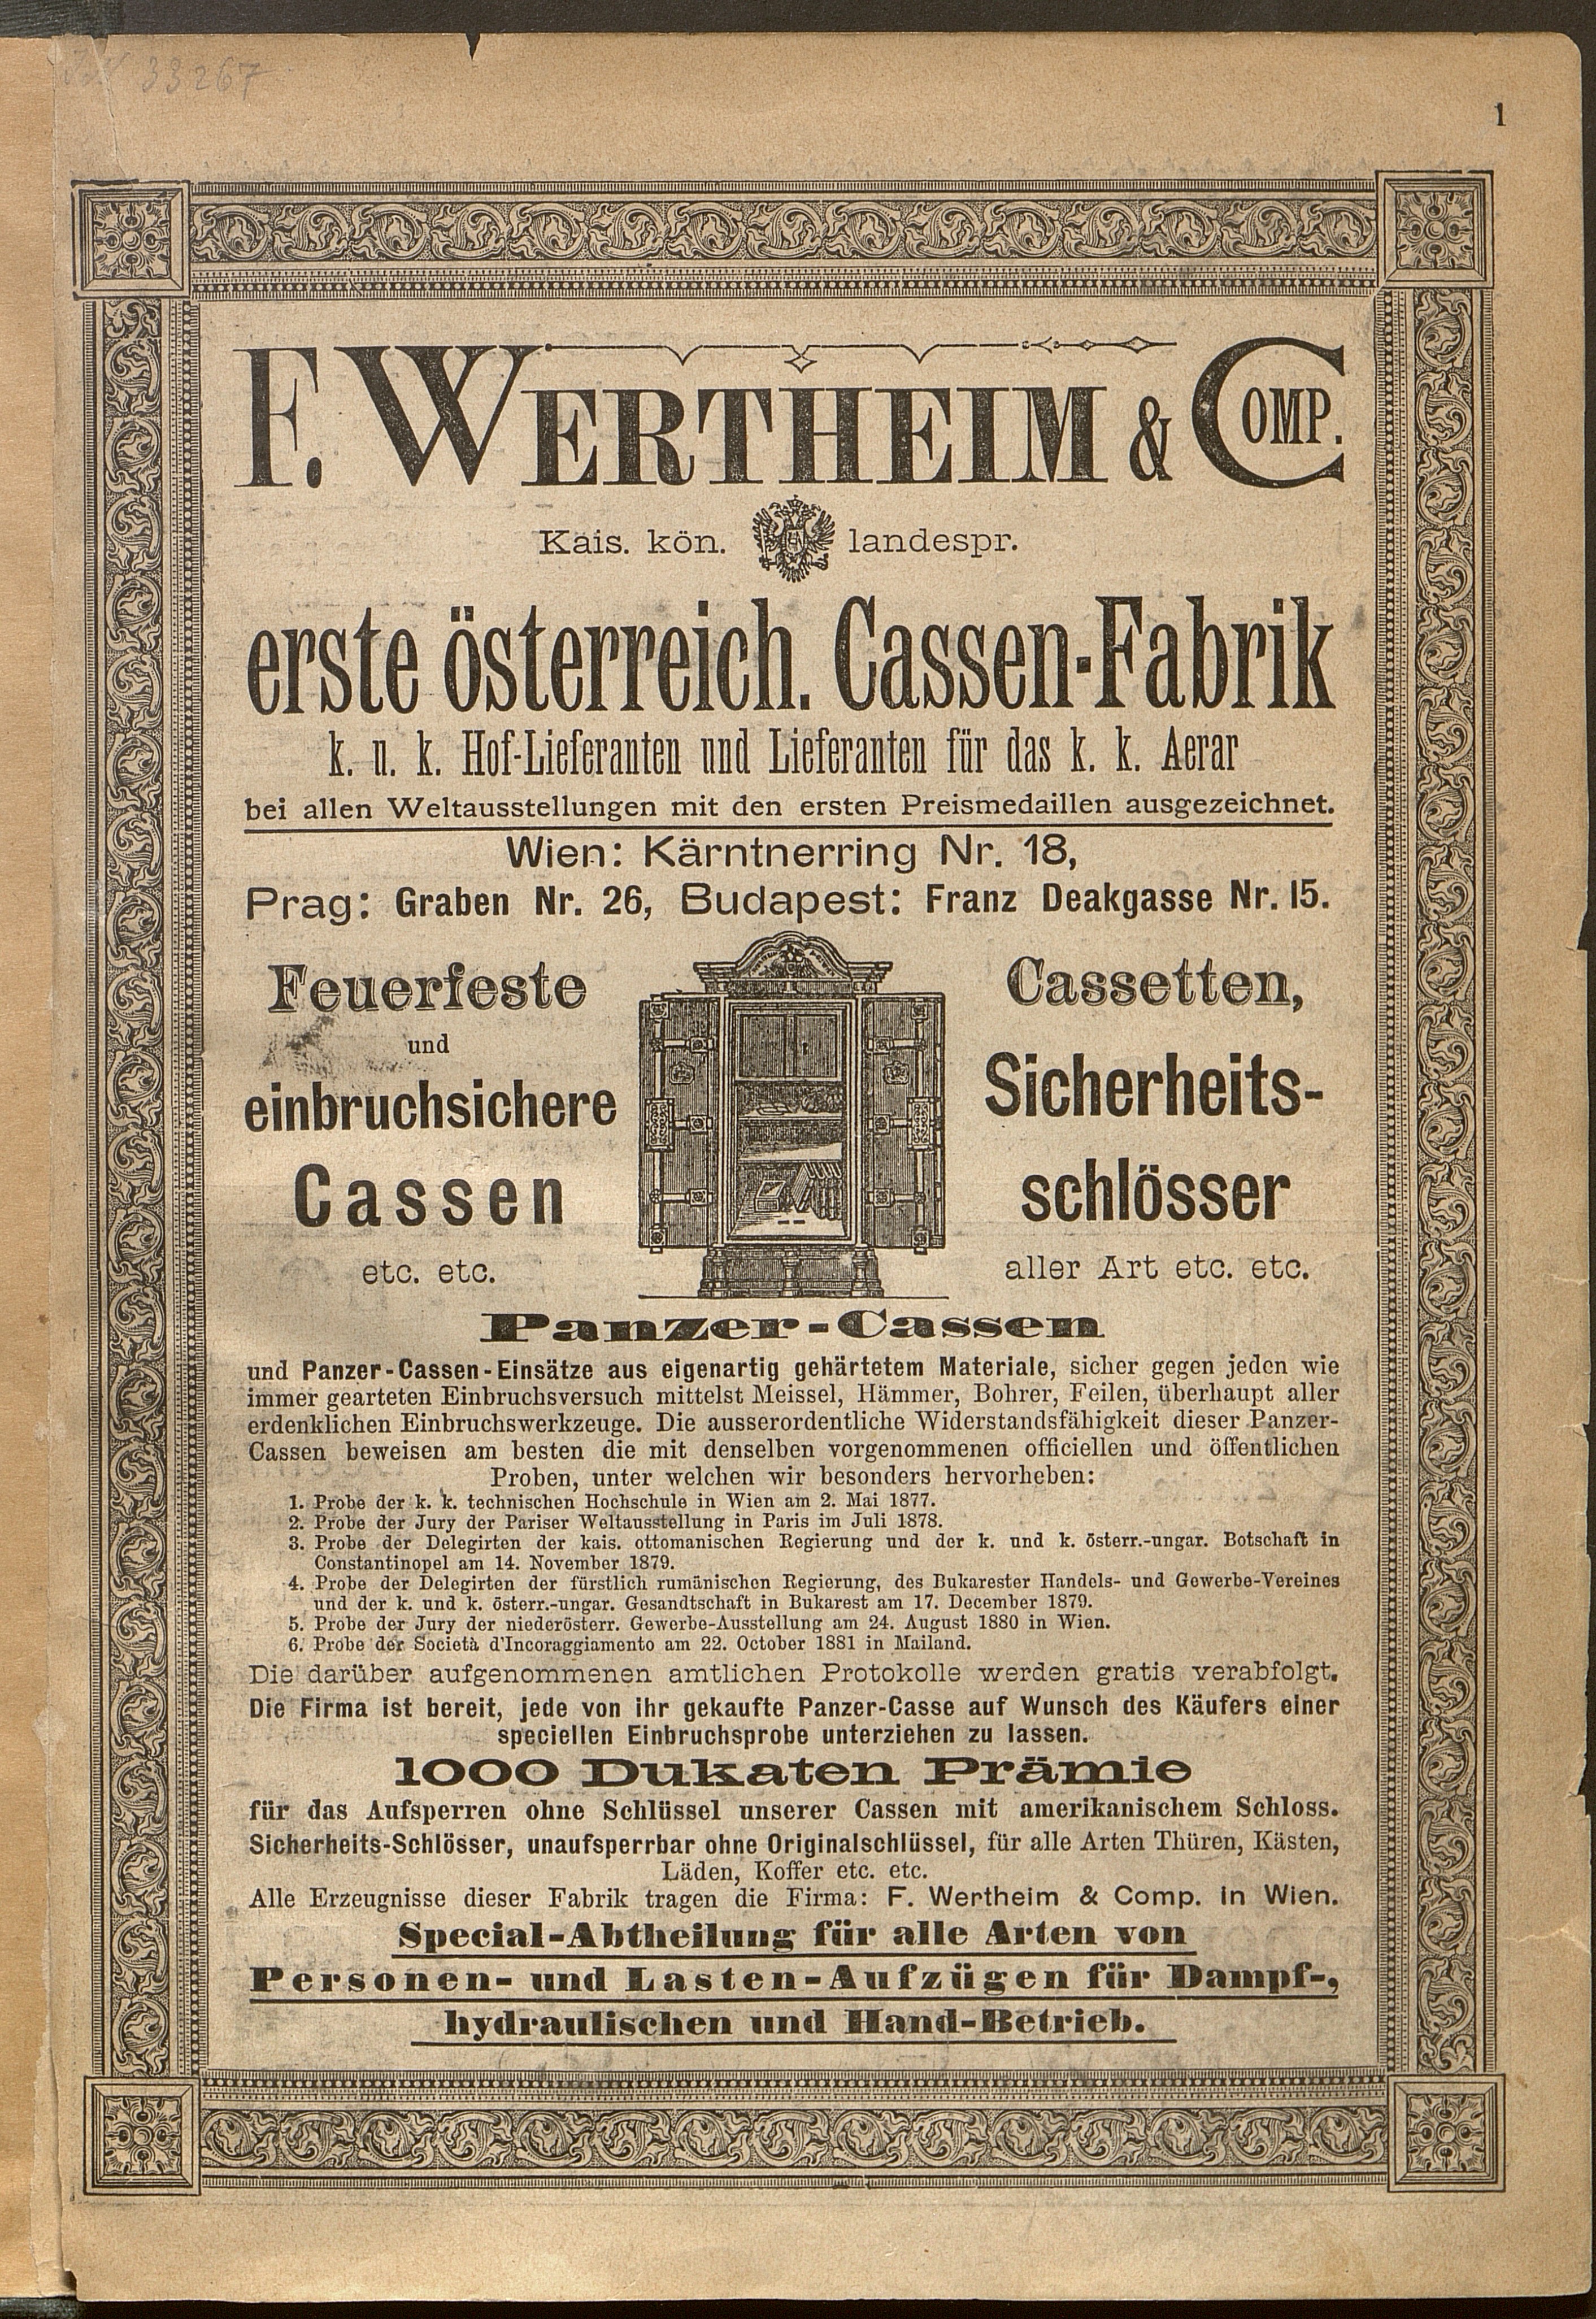 33267
1
F. WERTHEIM & COMP.
Kais. kön. landespr.
erste österreich. Cassen-Fabrik
k. u. k. Hof-Lieferanten und Lieferanten für das k. k. Aerar
bei allen Weltausstellungen mit den ersten Preismedaillen ausgezeichnet.
Wien: Kärntnerring Nr. 18,
Prag: Graben Nr. 26, Budapest: Franz Deakgasse Nr. 15.
Feuerfeste
und
einbruchsichere
Cassen
etc. etc.
Cassetten,
Sicherheits-
schlösser
aller Art etc. etc.
Panzer-Cassen
und Panzer-Cassen-Einsätze aus eigenartig gehärtetem Materiale, sicher gegen jeden wie
immer gearteten Einbruchsversuch mittelst Meissel, Hämmer, Bohrer, Feilen, überhaupt aller
erdenklichen Einbruchswerkzeuge. Die ausserordentliche Widerstandsfähigkeit dieser Panzer-
Cassen beweisen am besten die mit denselben vorgenommenen officiellen und öffentlichen
Proben, unter welchen wir besonders hervorheben:
1. Probe der k. k. technischen Hochschule in Wien am 2. Mai 1877.
2. Probe der Jury der Pariser Weltausstellung in Paris im Juli 1878.
3. Probe der Delegirten der kais. ottomanischen Regierung und der k. und k. österr.-ungar. Botschaft in
Constantinopel am 14. November 1879.
4. Probe der Delegirten der fürstlich rumänischen Regierung, des Bukarester Handels- und Gewerbe-Vereines
und der k. und k. österr.-ungar. Gesandtschaft in Bukarest am 17. December 1879.
5. Probe der Jury der niederösterr. Gewerbe-Ausstellung am 24. August 1880 in Wien.
6. Probe der Società d'Incoraggiamento am 22. October 1881 in Mailand.
Die darüber aufgenommenen amtlichen Protokolle werden gratis verabfolgt.
Die Firma ist bereit, jede von ihr gekaufte Panzer-Casse auf Wunsch des Käufers einer
speciellen Einbruchsprobe unterziehen zu lassen.
1000 Dukaten Prämie
für das Aufsperren ohne Schlüssel unserer Cassen mit amerikanischem Schloss.
Sicherheits-Schlösser, unaufsperrbar ohne Originalschlüssel, für alle Arten Thüren, Kästen,
Läden, Koffer etc. etc.
Alle Erzeugnisse dieser Fabrik tragen die Firma: F. Wertheim & Comp. in Wien.
Special-Abtheilung für alle Arten von
Personen- und Lasten-Aufzügen für Dampf-,
hydraulischen und Hand-Betrieb.